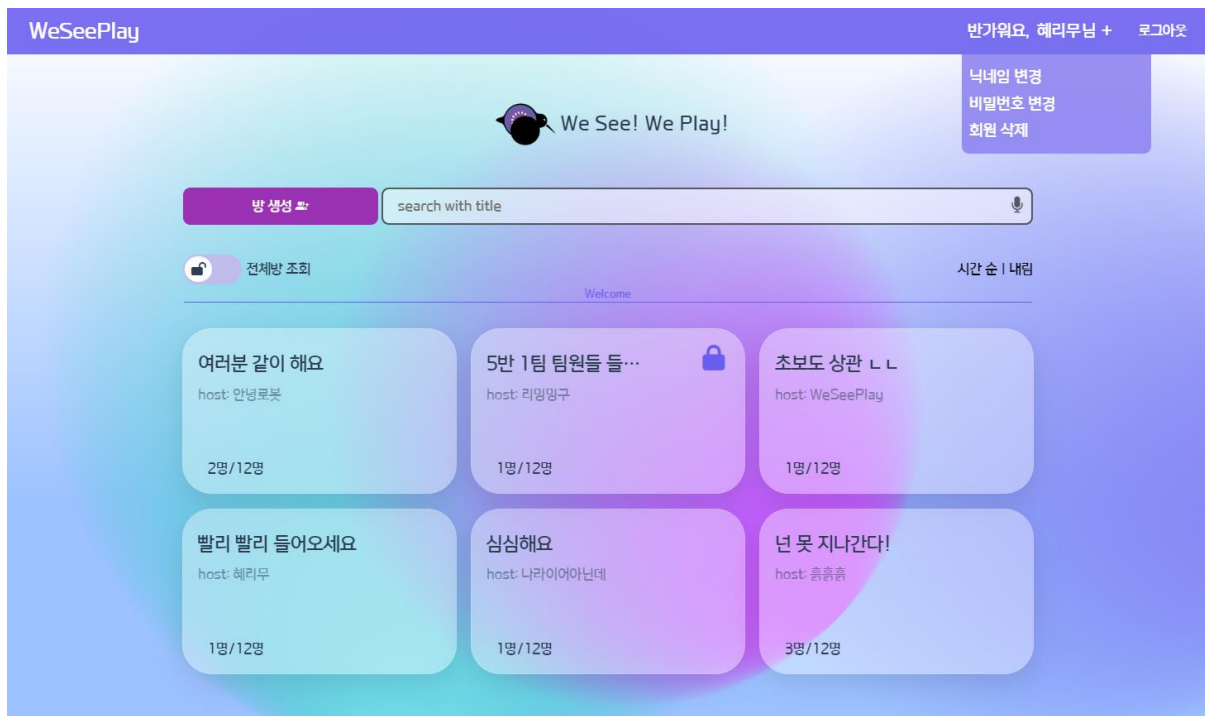 WeSeePlay
반가워요, 혜리무님 + 로그아웃
닉네임 변경
비밀번호 변경
회원 삭제
We See! We Play!
방 생성
search with title
전체방 조회
시간 순 | 내림
Welcome
여러분 같이 해요
host: 안녕로봇
2명/12명
5반 1팀 팀원들 들…
host: 리밍밍구
1명/12명
초보도 상관 ㄴㄴ
host: WeSeePlay
1명/12명
빨리 빨리 들어오세요
host: 혜리무
1명/12명
심심해요
host: 나라이어아닌데
1명/12명
넌 못 지나간다!
host: 흙흙흙
3명/12명